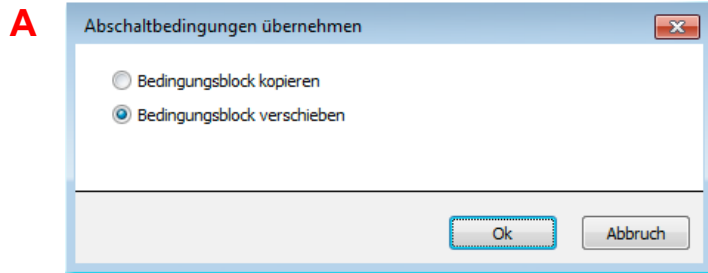 A
Abschaltbedingungen übernehmen
Bedingungsblock kopieren
Bedingungsblock verschieben
Ok Abbruch